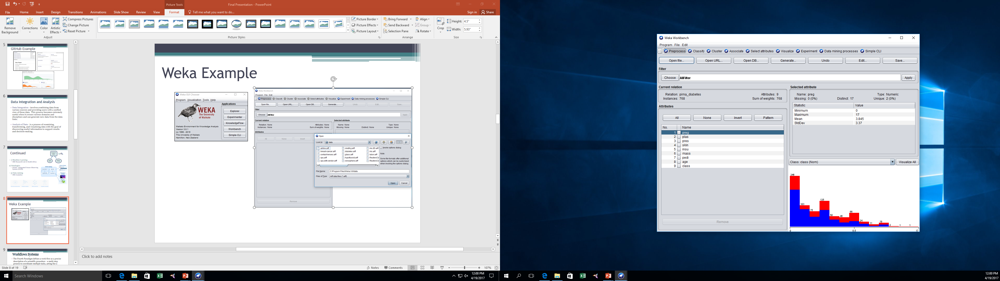 Picture Tools
Final Presentation - PowerPoint
File Home Insert Design Transitions Animations Slide Show Review View Format Tell me what you want to do...
Sign in Share
Remove Background
Corrections
Color
Artistic Effects
Compress Pictures
Change Picture
Reset Picture
Adjust
Picture Styles
Picture Border
Picture Effects
Picture Layout
Bring Forward
Send Backward
Selection Pane
Align
Group
Rotate
Arrange
Crop
Height: 4.5"
Width: 5.93"
Size
5
GitHub Example
6
Data Integration and Analysis
Data Integration - involves combining data from
various sources and providing users with a unified
view of these data. This process becomes extremely
useful when it crosses various domains and
disciplines and can generate new data from the data
links.
Analysis of Data - is a process of examining,
transforming, and visualizing data with the goal of
discovering useful information to support results
and decision-making.
7
Continued
1) Machine Learning
IBM Research Lab in South Africa
2) Ontologies
3) Data mining
IBM Analytics
8
Weka Example
9
Workflows Systems
The Fourth Paradigm defines a work flow as a precise
description of a scientific procedure - a multi-step
process to coordinate multiple tasks, acting like a
Weka Example
Weka GUI Chooser
Program Visualization Tools Help
WEKA
The University
of Waikato
Waikato Environment for Knowledge Analysis
Version 3.8.1
(c) 1999 - 2016
The University of Waikato
Hamilton, New Zealand
Applications
Explorer
Experimenter
KnowledgeFlow
Workbench
Simple CLI
Weka Workbench
Program File Edit
Preprocess Classify Cluster Associate Select attributes Visualize Experiment Data mining processes Simple CLI
Open file... Open URL... Open DB... Generate... Undo Edit... Save...
Filter
Choose AllFilter Apply
Current relation
Relation: None Attributes: None
Instances: None Sum of weights: None
Selected attribute
Name: None Type: None
Missing: None Distinct: None Unique: None
Attributes
All None Invert
Remove
Open
Look In: data
airline.arff credit-g.arff iris.2D.arff
breast-cancer.arff diabetes.arff iris.arff
contact-lenses.arff glass.arff labor.arff
cpu.arff hypothyroid.arff ReutersCo
cpu.with.vendor.arff ionosphere.arff ReutersCo
Invoke options dialog
Note:
Some file formats offer additional
options which can be customized
when invoking the options dialog.
File Name: C:\Program Files\Weka-3-8\data
Files of Type: Arff data files (*.arff)
Open Cancel
Click to add notes
Slide 8 of 19
Notes Comments 107%
Search Windows
12:00 PM
4/19/2017
Weka Workbench
Program File Edit
Preprocess Classify Cluster Associate Select attributes Visualize Experiment Data mining processes Simple CLI
Open file... Open URL... Open DB... Generate... Undo Edit... Save...
Filter
Choose AllFilter Apply
Current relation
Relation: pima_diabetes Attributes: 9
Instances: 768 Sum of weights: 768
Attributes
All None Invert Pattern
No. Name
1 preg
2 plas
3 pres
4 skin
5 insu
6 mass
7 pedi
8 age
9 class
Remove
Selected attribute
Name: preg Type: Numeric
Missing: 0 (0%) Distinct: 17 Unique: 2 (0%)
Statistic Value
Minimum 0
Maximum 17
Mean 3.845
StdDev 3.37
Class: class (Nom) Visualize All
246
103
75
125
50
45
66
24
11
19
2
1
1
0 8.5 17
12:00 PM
4/19/2017